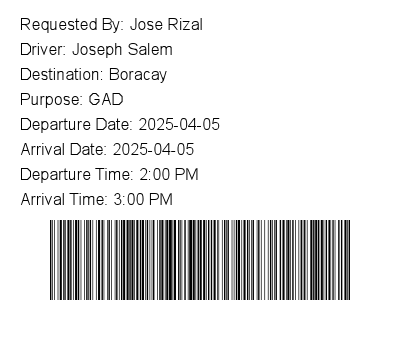 Requested By: Jose Rizal
Driver: Joseph Salem
Destination: Boracay
Purpose: GAD
Departure Date: 2025-04-05
Arrival Date: 2025-04-05
Departure Time: 2:00 PM
Arrival Time: 3:00 PM